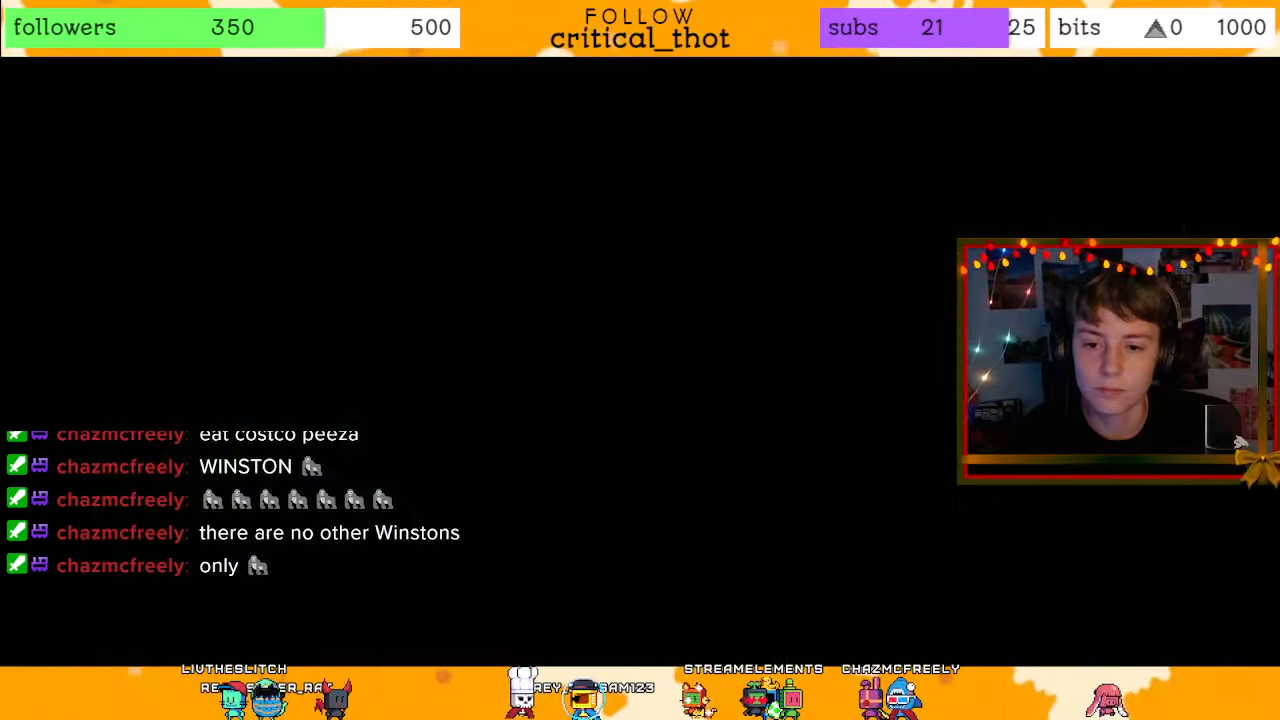 followers 350 500
FOLLOW
critical_thot
subs 21 25
bits 0 1000
chazmcfreely: eat costco peeza
chazmcfreely: WINSTON 🦍
chazmcfreely: 🦍 🦍 🦍 🦍 🦍 🦍 🦍
chazmcfreely: there are no other Winstons
chazmcfreely: only 🦍
LIVTHESLITCH
STREAMELEMENTS
CHAZMCFREELY